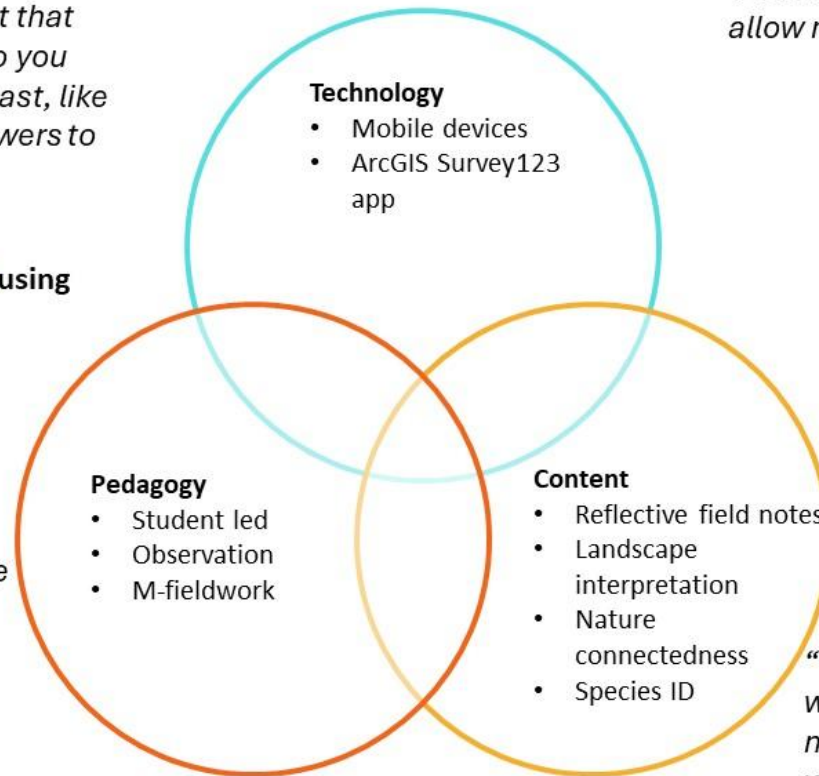 t that
o you
ast, like
wers to
using
e
allow r
Technology
• Mobile devices
• ArcGIS Survey123
app
Pedagogy
• Student led
• Observation
• M-fieldwork
Content
• Reflective field notes
• Landscape
interpretation
• Nature
connectedness
• Species ID
“
w
n